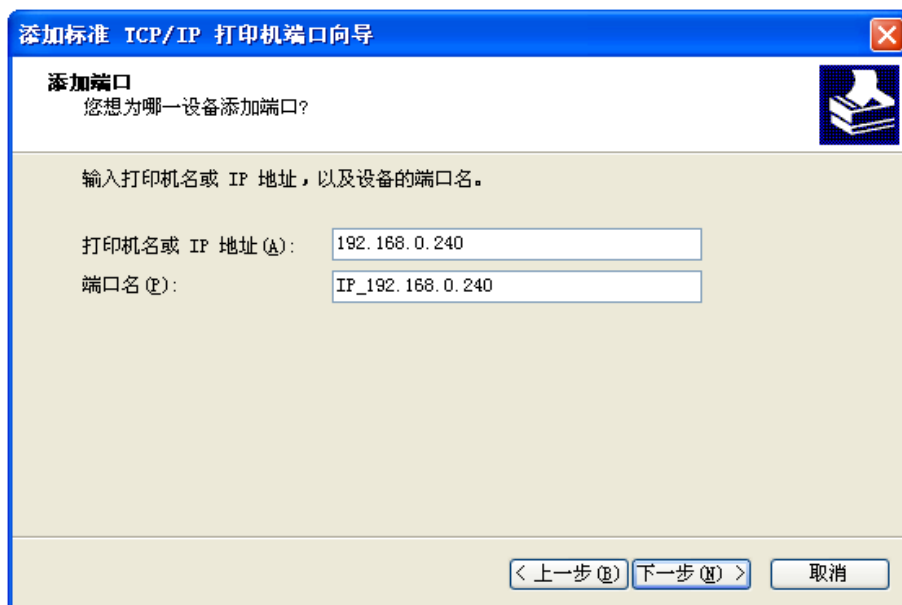 添加标准 TCP/IP 打印机端口向导
添加端口
您想为哪一设备添加端口?
输入打印机名或 IP 地址,以及设备的端口名。
打印机名或 IP 地址(A): 192.168.0.240
端口名(P): IP_192.168.0.240
< 上一步(B) 下一步(N) > 取消